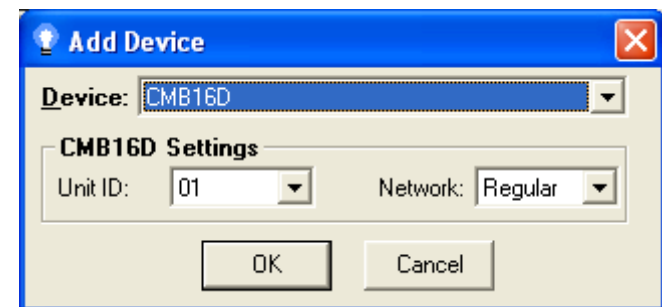 Add Device
Device: CMB16D
CMB16D Settings
Unit ID: 01 Network: Regular
OK Cancel